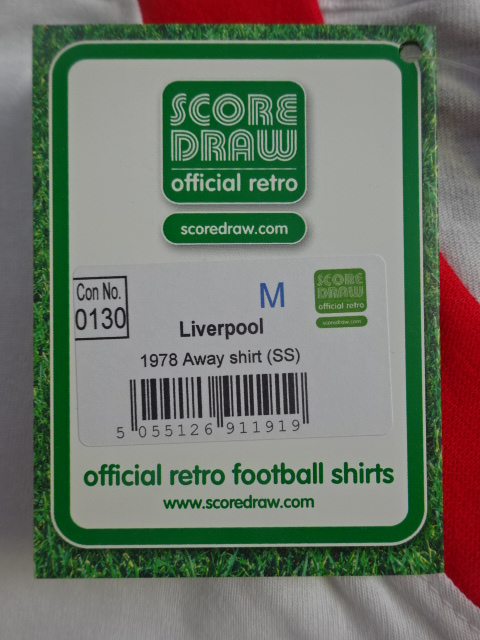 SCORE
DRAW
official retro
scoredraw.com
Con No.
0130
M
SCORE
DRAW
official retro
scoredraw.com
Liverpool
1978 Away shirt (SS)
5 055126 911919
official retro football shirts
www.scoredraw.com